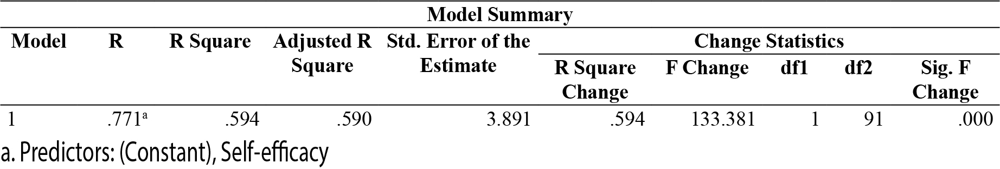 Model Summary
Model R R Square Adjusted R Square Std. Error of the Estimate Change Statistics
R Square Change F Change df1 df2 Sig. F Change
1 .771a .594 .590 3.891 .594 133.381 1 91 .000
a. Predictors: (Constant), Self-efficacy